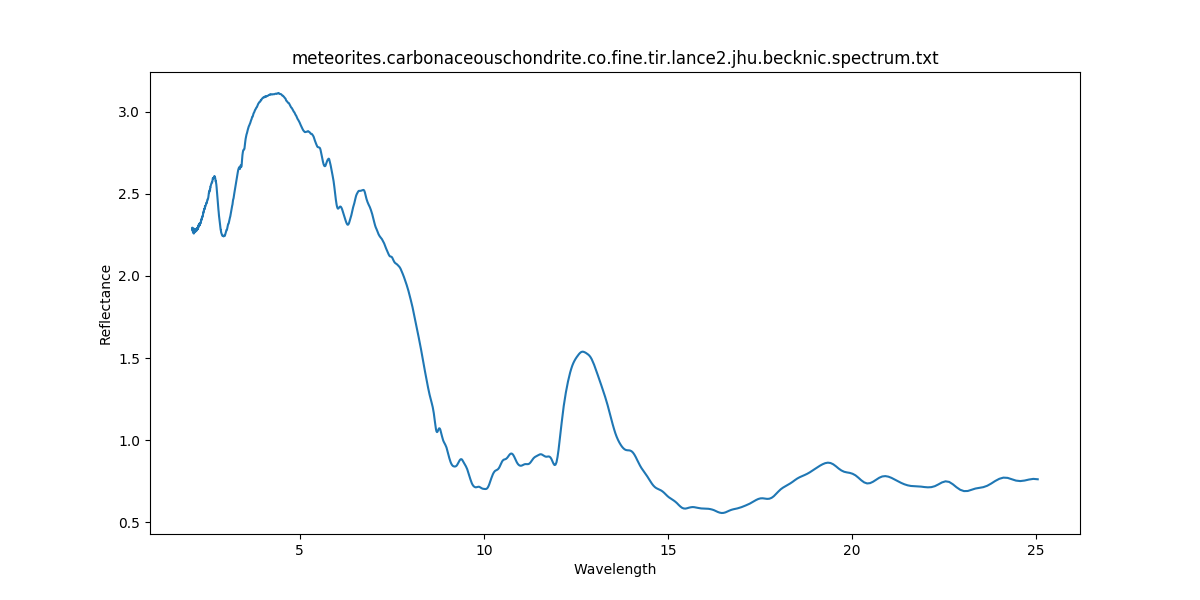 meteorites.carbonaceouschondrite.co.fine.tir.lance2.jhu.becknic.spectrum.txt
3.0
2.5
2.0
1.5
1.0
0.5
Reflectance
5 10 15 20 25
Wavelength